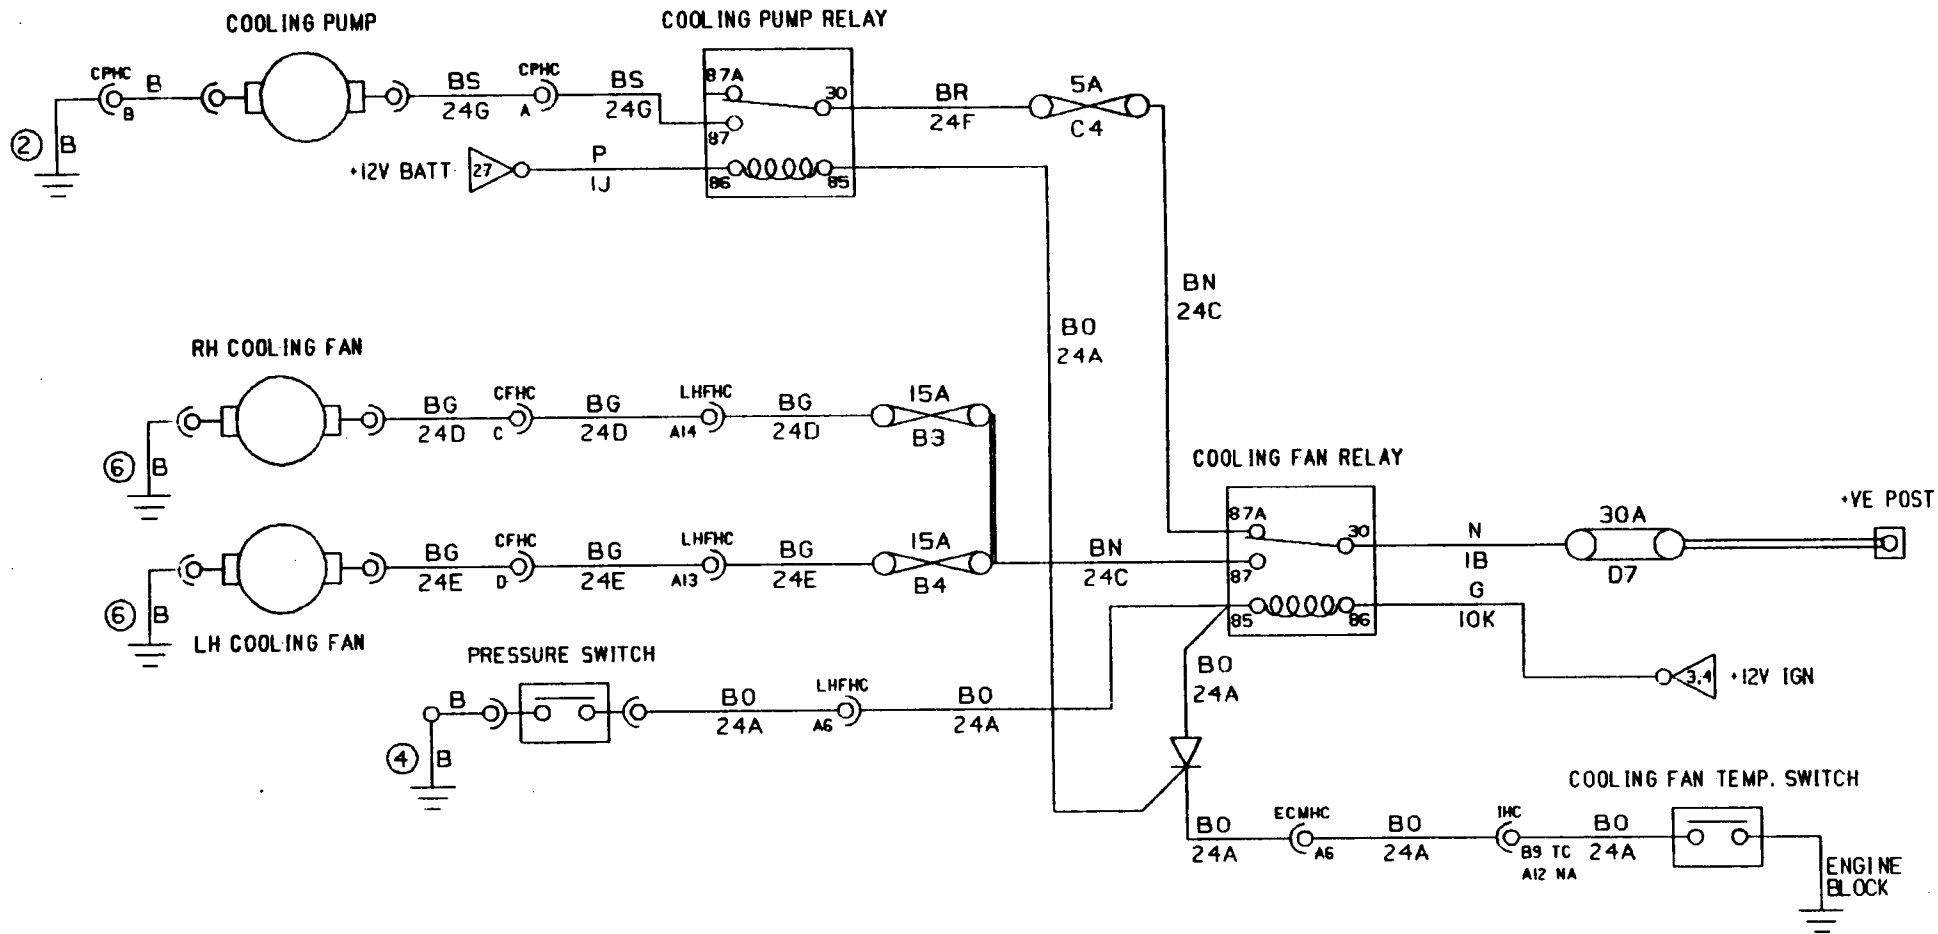 COOLING PUMP
COOLING PUMP RELAY
CPHC
B
B
BS
24G
CPHC
A
BS
24G
87A
30
87
86
85
BR
24F
5A
C4
2
B
+12V BATT
27
P
1J
BN
24C
BO
24A
RH COOLING FAN
BG
24D
CFHC
C
BG
24D
LHFHC
A14
BG
24D
15A
B3
6
B
COOLING FAN RELAY
87A
30
87
85
86
N
1B
30A
D7
+VE POST
G
10K
3,4
+12V IGN
BG
24E
CFHC
D
BG
24E
LHFHC
A13
BG
24E
15A
B4
BN
24C
6
B
LH COOLING FAN
PRESSURE SWITCH
B
BO
24A
LHFHC
A6
BO
24A
4
B
BO
24A
COOLING FAN TEMP. SWITCH
BO
24A
ECMHC
A6
BO
24A
IHC
B9 TC
A12 NA
BO
24A
ENGINE
BLOCK